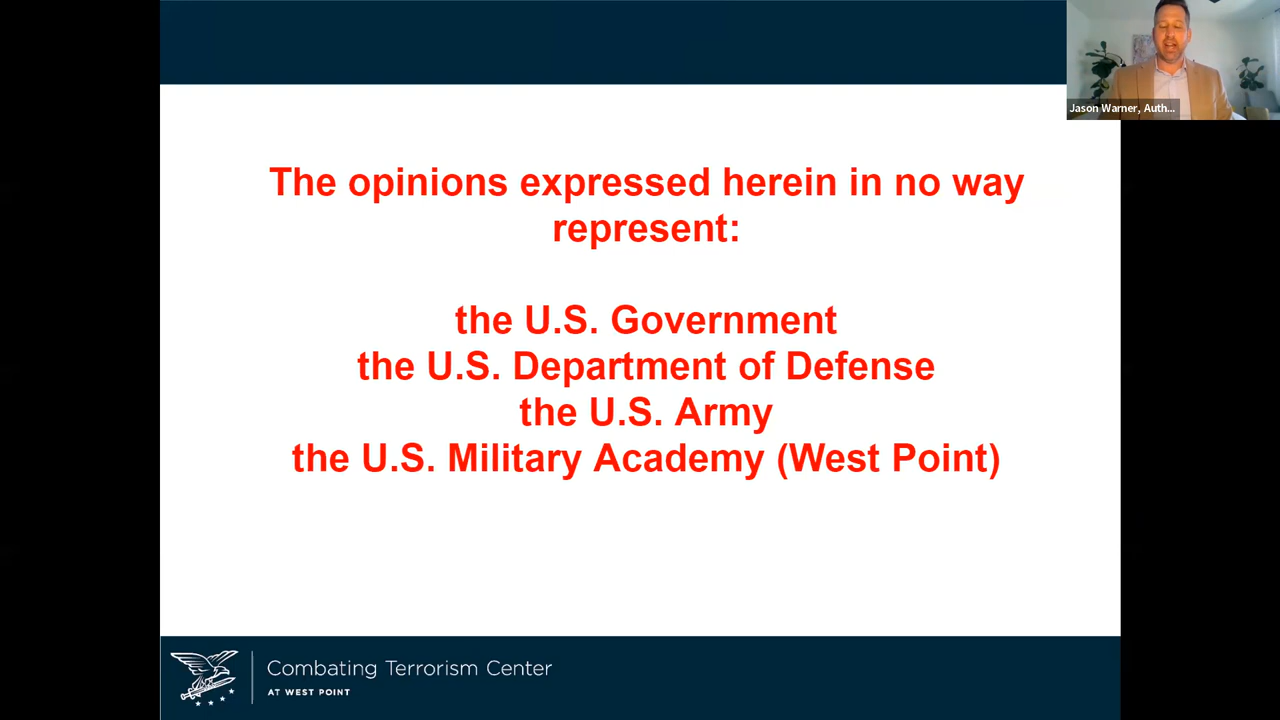 Jason Warner, Auth...
The opinions expressed herein in no way
represent:
the U.S. Government
the U.S. Department of Defense
the U.S. Army
the U.S. Military Academy (West Point)
Combating Terrorism Center
AT WEST POINT